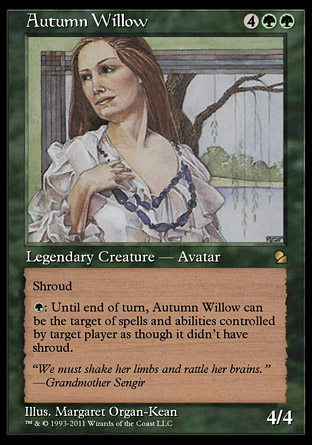 Autumn Willow 4
Legendary Creature — Avatar
Shroud
: Until end of turn, Autumn Willow can
be the target of spells and abilities controlled
by target player as though it didn't have
shroud.
"We must shake her limbs and rattle her brains."
—Grandmother Sengir
Illus. Margaret Organ-Kean
™ & © 1993-2011 Wizards of the Coast LLC
4/4